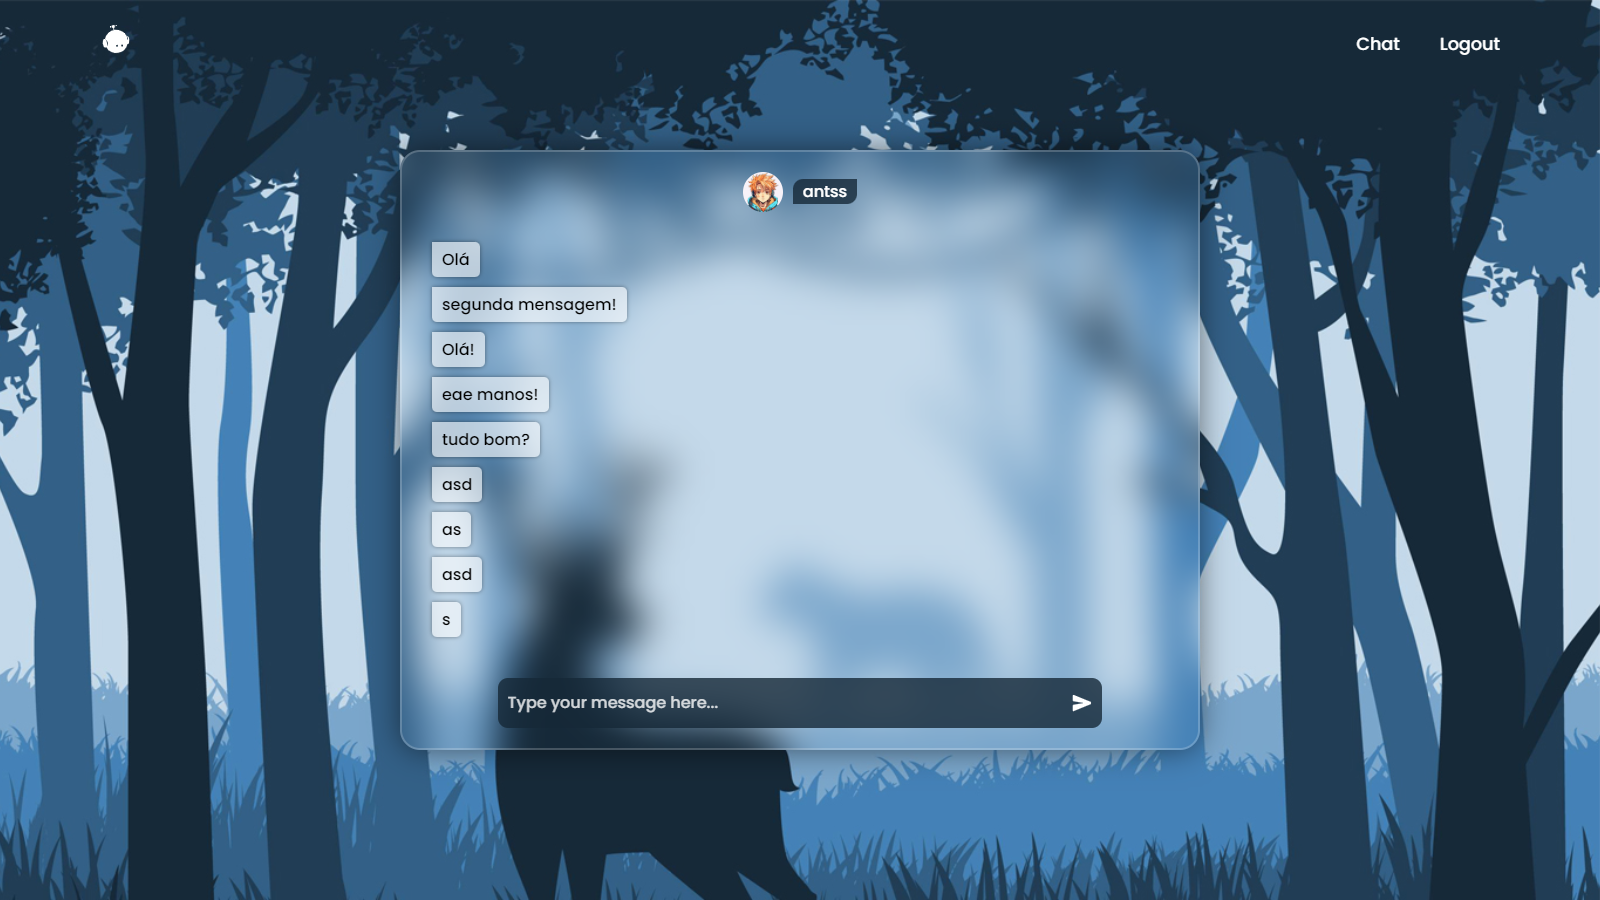 Chat
Logout
antss
Olá
segunda mensagem!
Olá!
eae manos!
tudo bom?
asd
as
asd
s
Type your message here...